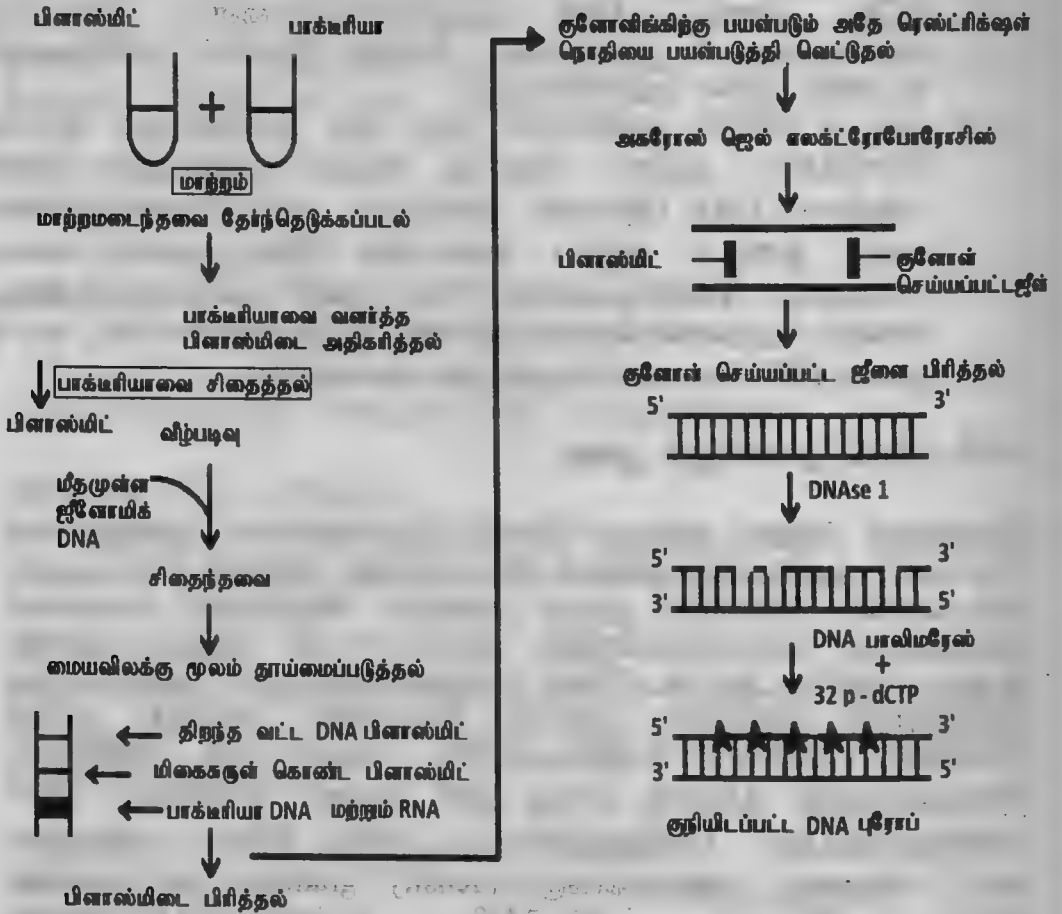 பிளாஸ்மிட்
பாக்டீரியா
+
மாற்றம்
மாற்றமடைந்தவை தேர்ந்தெடுக்கப்படல்
பாக்டீரியாவை வளர்த்த
பிளாஸ்மிடை அதிகரித்தல்
பாக்டீரியாவை சிதைத்தல்
பிளாஸ்மிட்
வீழ்படிவு
மீதமுள்ள
ஜீனோமிக்
DNA
சிதைந்தவை
மையவிலக்கு மூலம் தூய்மைப்படுத்தல்
திறந்த வட்ட DNA பிளாஸ்மிட்
மிகைசுருள் கொண்ட பிளாஸ்மிட்
பாக்டீரியா DNA மற்றும் RNA
பிளாஸ்மிடை பிரித்தல்
குளோவிங்கிற்கு பயன்படும் அதே ரெஸ்ட்ரிக்ஷன்
நொதியை பயன்படுத்தி வெட்டுதல்
அகரோஸ் ஜெல் எலக்ட்ரோபோரோசிஸ்
பிளாஸ்மிட்
குளோன்
செய்யப்பட்டஜீன்
குளோன் செய்யப்பட்ட ஜீனை பிரித்தல்
5' 3'
DNAse 1
5' 3'
3' 5'
DNA பாலிமரேஸ்
+
32 p - dCTP
5' 3'
3' 5'
குறியிடப்பட்ட DNA புரோப்